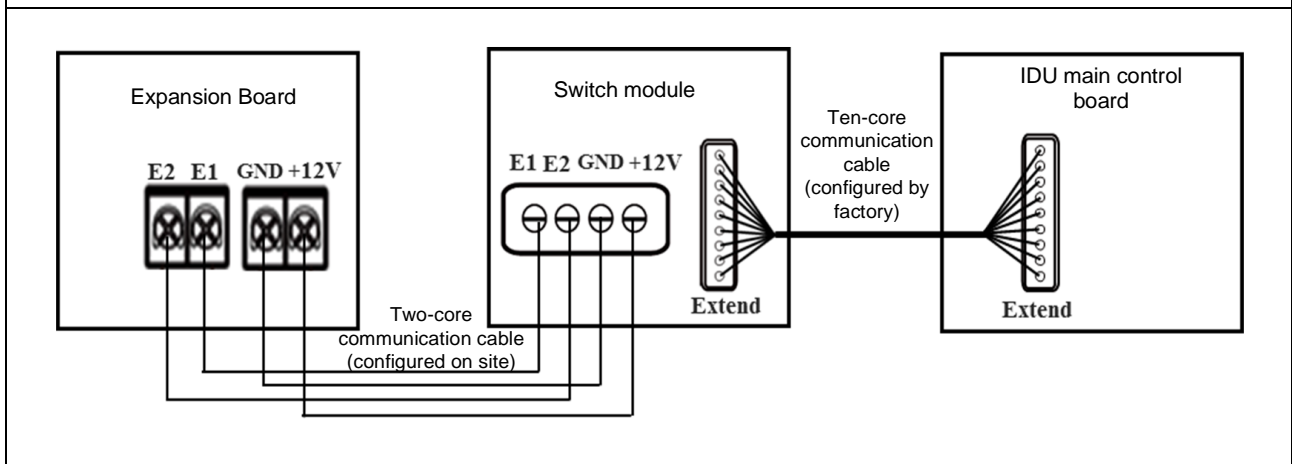 Expansion Board
E2 E1 GND +12V
Switch module
E1 E2 GND +12V
Extend
Two-core
communication cable
(configured on site)
Ten-core
communication
cable
(configured by
factory)
IDU main control
board
Extend